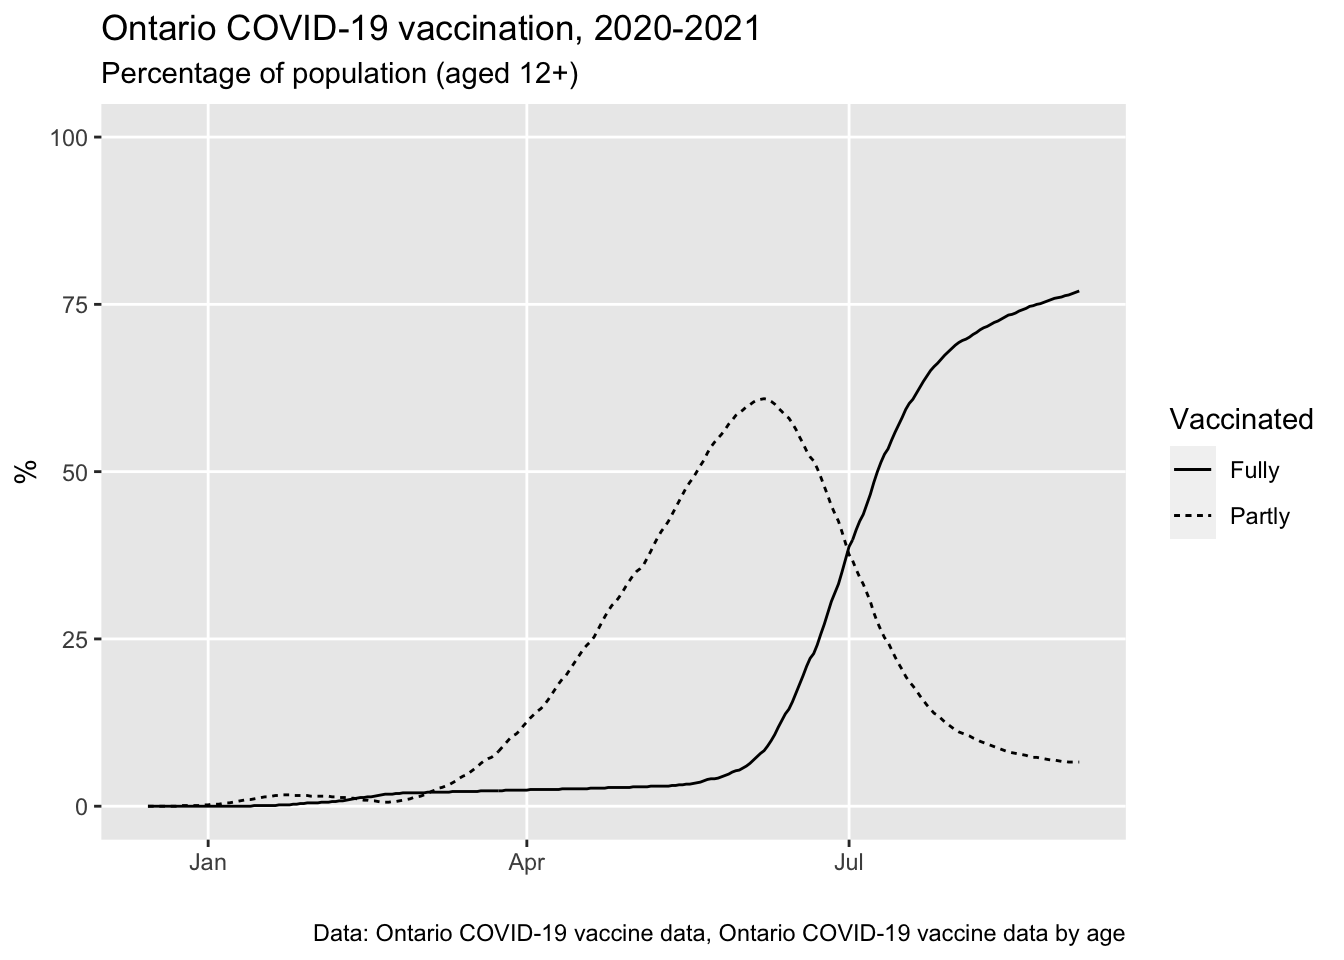 Ontario COVID-19 vaccination, 2020-2021
Percentage of population (aged 12+)
100
75
50
25
0
%
Jan Apr Jul
Vaccinated
Fully
Partly
Data: Ontario COVID-19 vaccine data, Ontario COVID-19 vaccine data by age